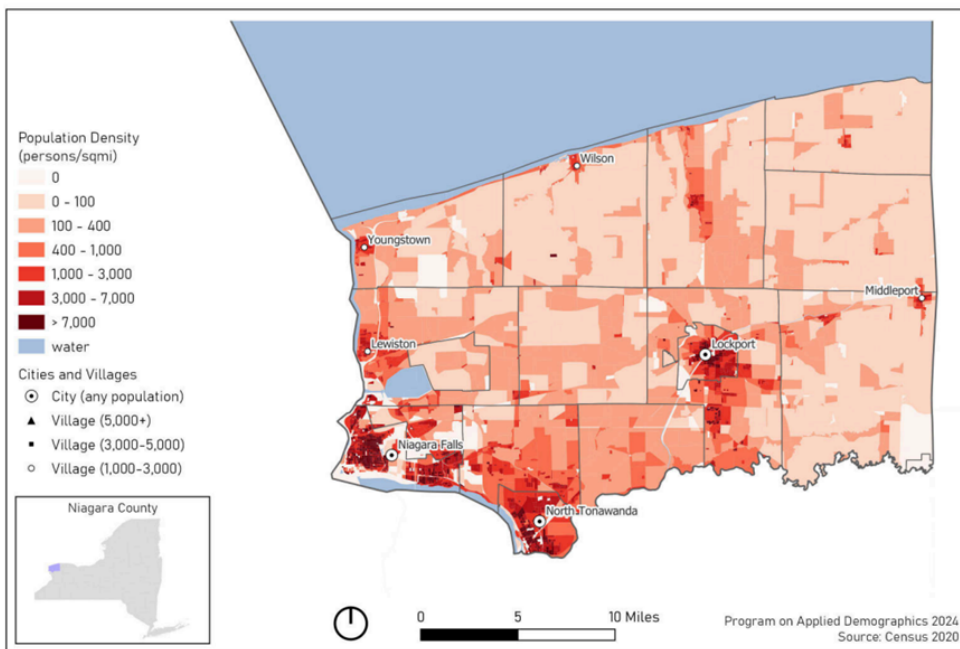 Population Density
(persons/sqmi)
0
0 - 100
100 - 400
400 - 1,000
1,000 - 3,000
3,000 - 7,000
> 7,000
water
Cities and Villages
City (any population)
Village (5,000+)
Village (3,000-5,000)
Village (1,000-3,000)
Niagara County
Wilson
Youngstown
Middleport
Lewiston
Lockport
Niagara Falls
North Tonawanda
0 5 10 Miles
Program on Applied Demographics 2024
Source: Census 2020